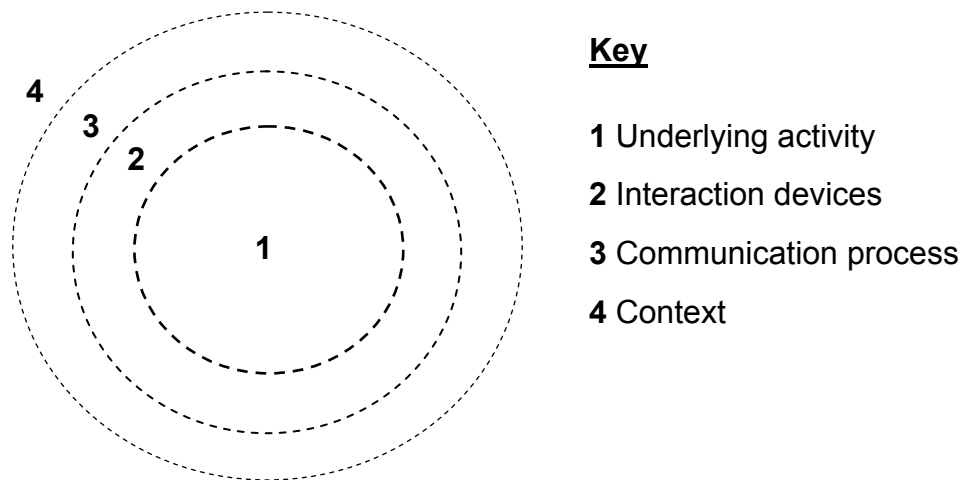 Key
4
3
1 Underlying activity
2
2 Interaction devices
1
3 Communication process
4 Context